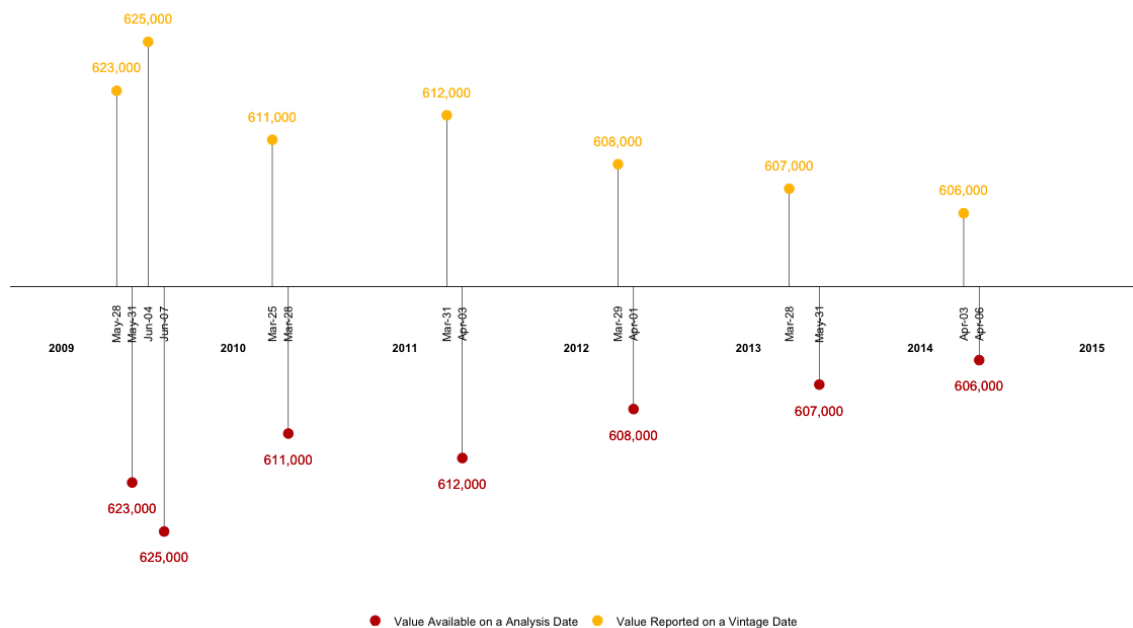 625,000
623,000
612,000
611,000
608,000
607,000
606,000
May-28
May-31
Jun-04
Jun-07
Mar-25
Mar-28
Mar-31
Apr-03
Mar-29
Apr-01
Mar-28
May-31
Apr-03
Apr-06
2009 2010 2011 2012 2013 2014 2015
606,000
607,000
608,000
611,000
612,000
623,000
625,000
Value Available on a Analysis Date Value Reported on a Vintage Date